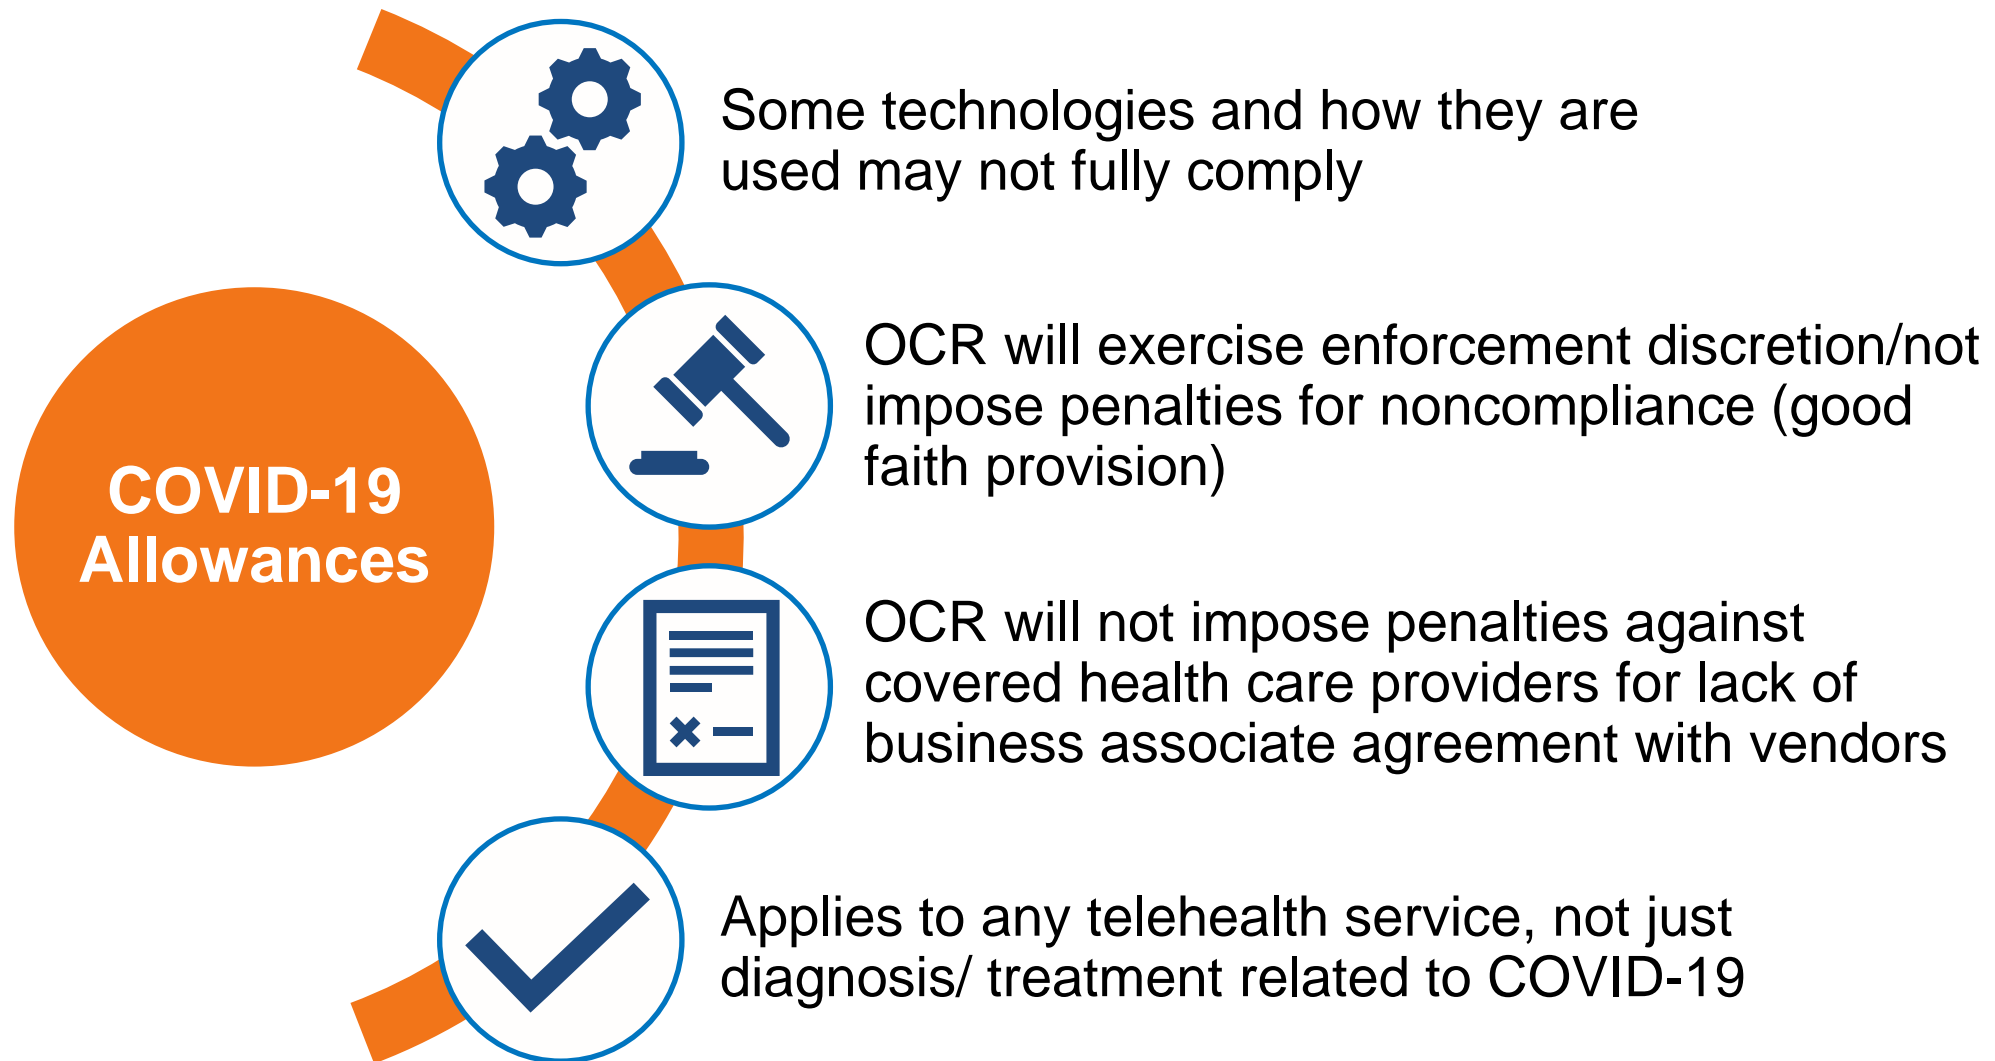 COVID-19
Allowances
Some technologies and how they are
used may not fully comply
OCR will exercise enforcement discretion/not
impose penalties for noncompliance (good
faith provision)
OCR will not impose penalties against
covered health care providers for lack of
business associate agreement with vendors
Applies to any telehealth service, not just
diagnosis/ treatment related to COVID-19